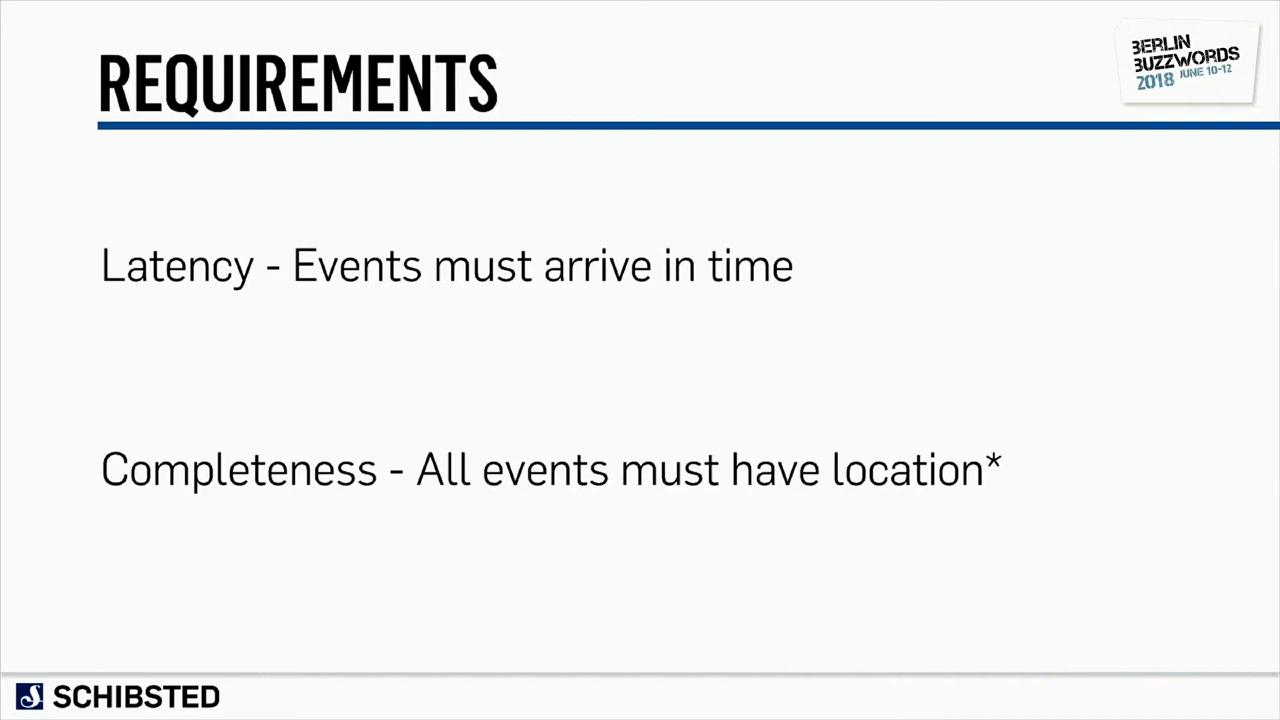 REQUIREMENTS
BERLIN
BUZZWORDS
2018 JUNE 10-12
Latency - Events must arrive in time
Completeness - All events must have location*
SCHIBSTED